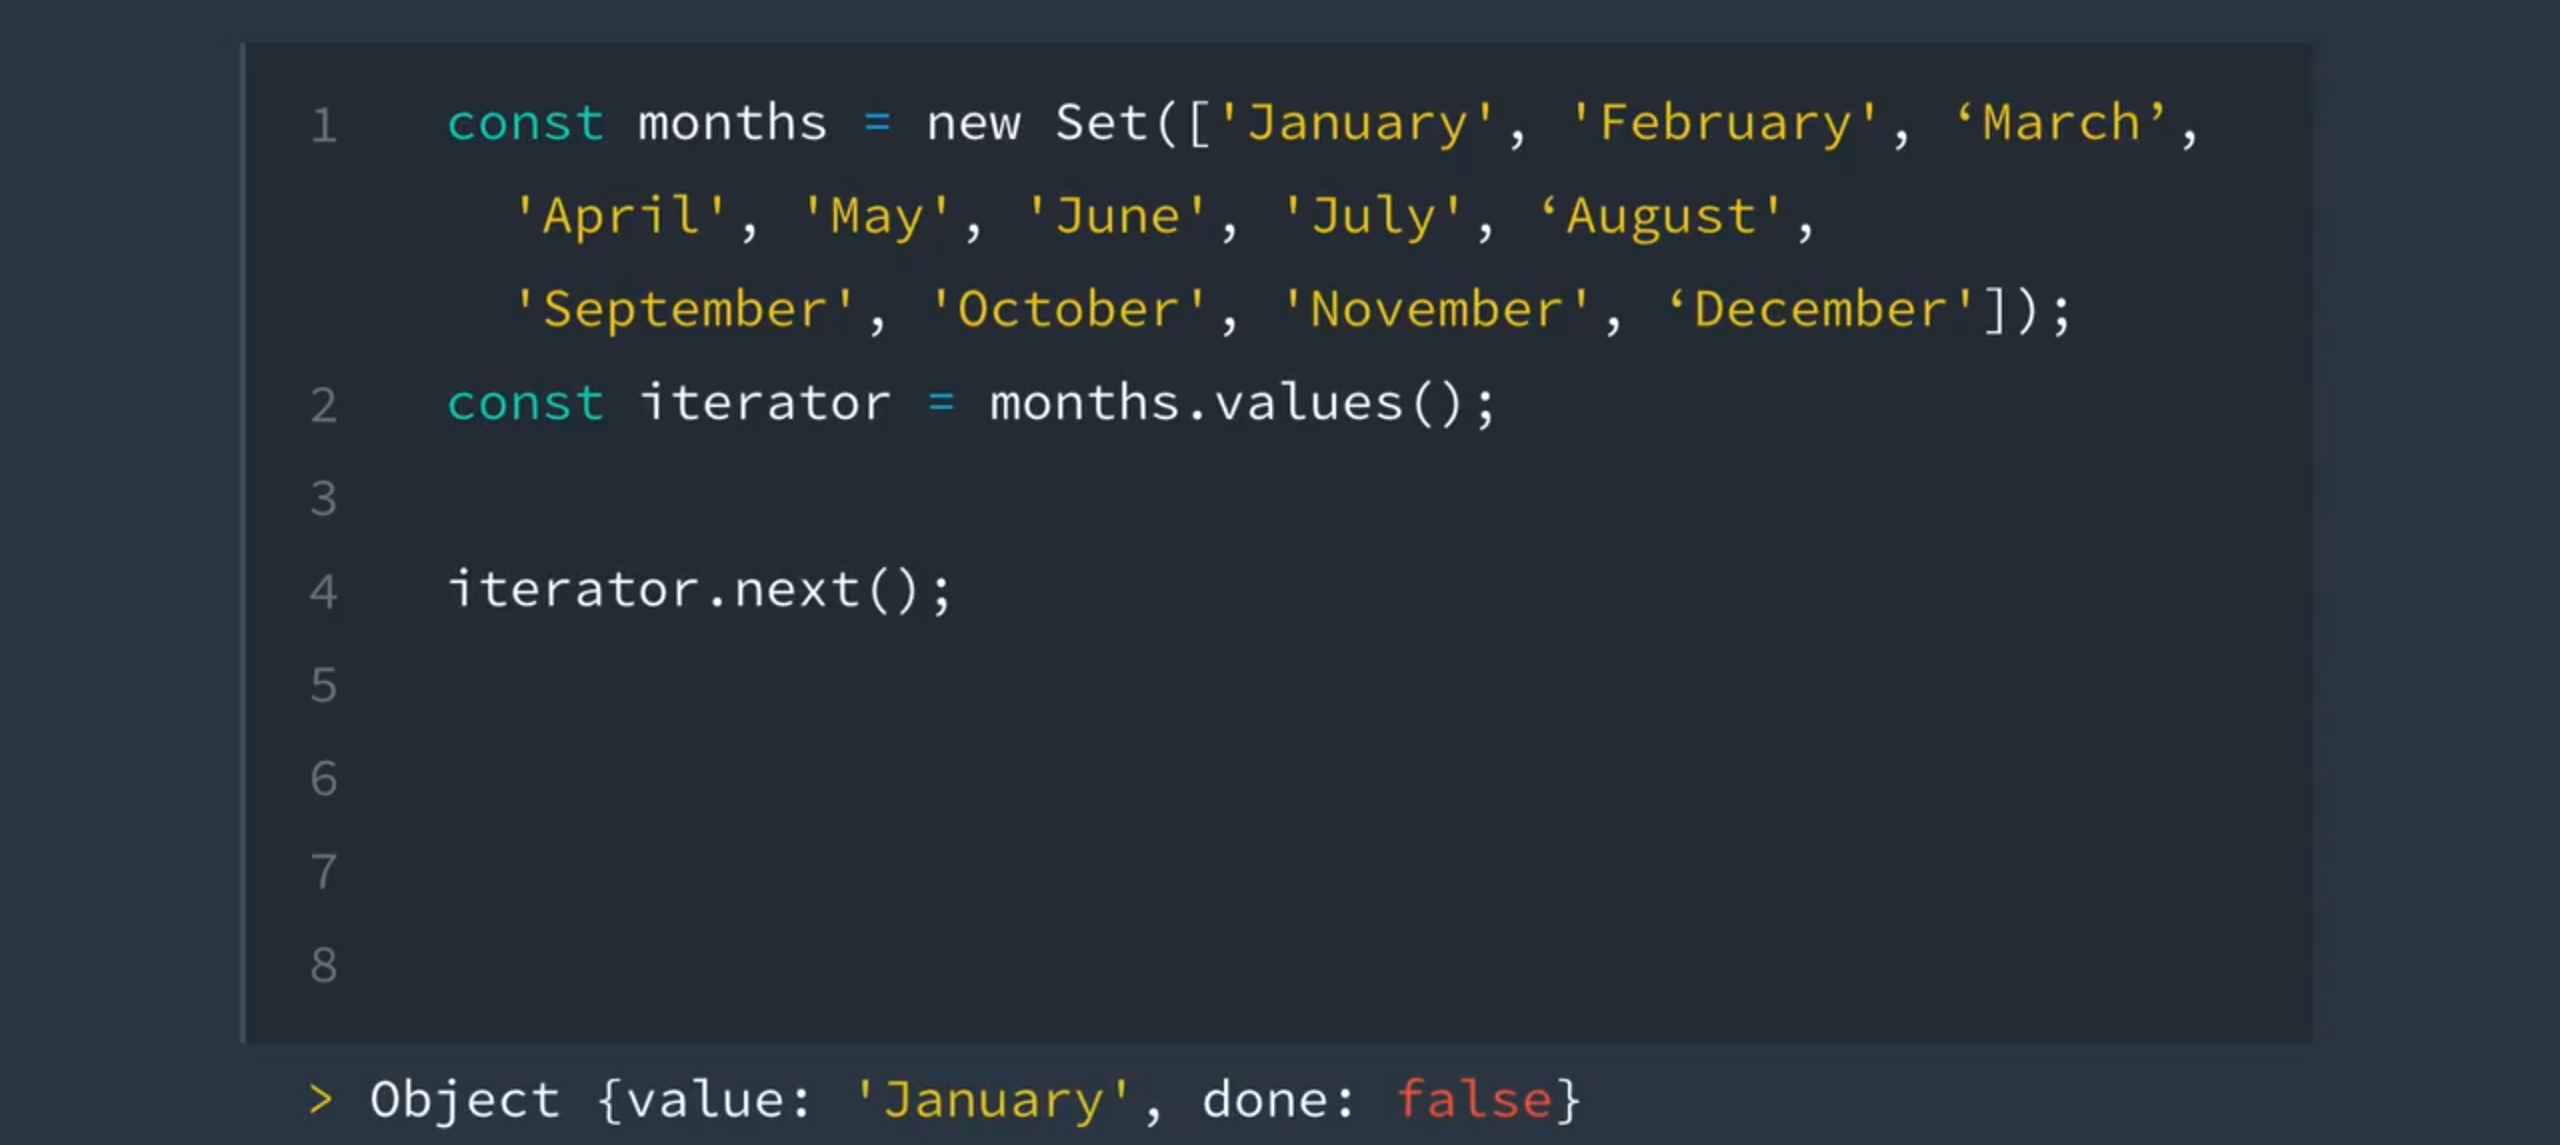 1 const months = new Set(['January', 'February', ‘March’,
'April', 'May', 'June', 'July', ‘August',
'September', 'October', 'November', ‘December']);
2 const iterator = months.values();
3
4 iterator.next();
5
6
7
8
> Object {value: 'January', done: false}